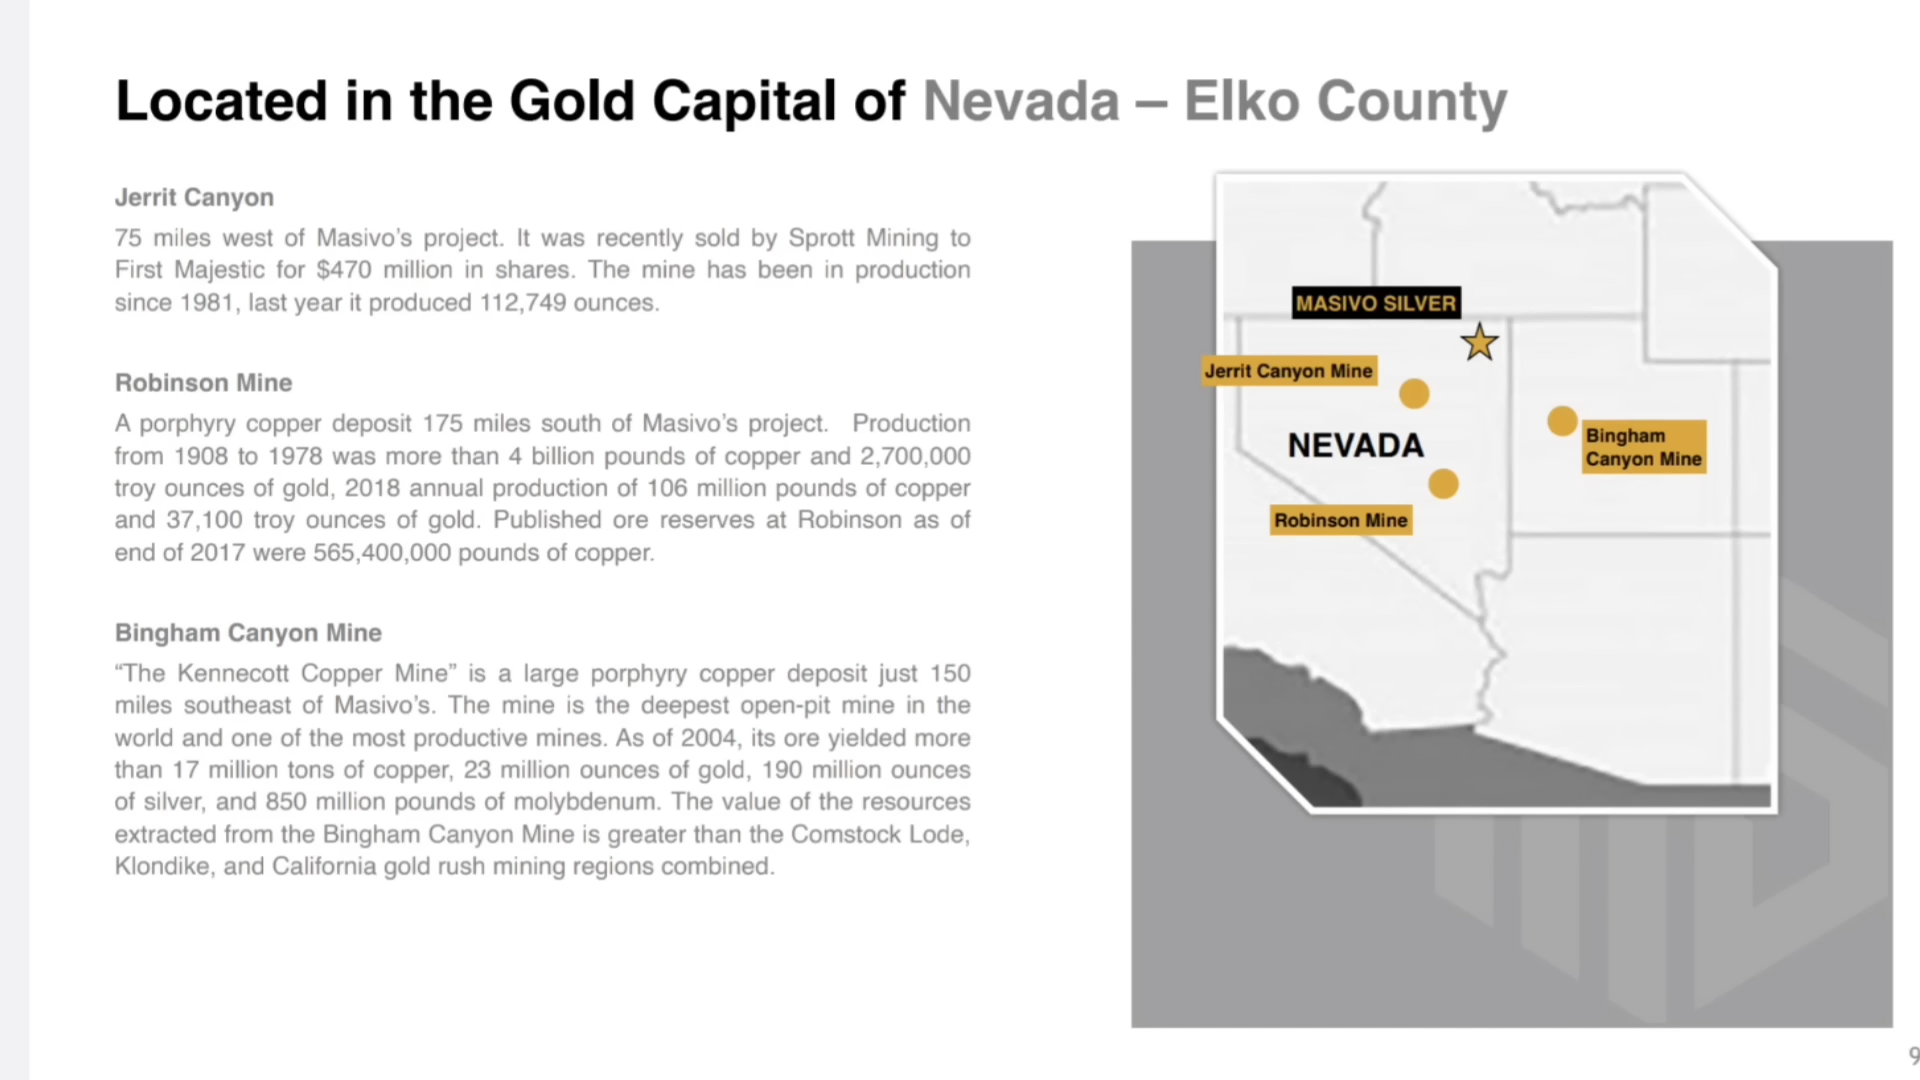 Located in the Gold Capital of Nevada – Elko County
Jerrit Canyon
75 miles west of Masivo’s project. It was recently sold by Sprott Mining to
First Majestic for $470 million in shares. The mine has been in production
since 1981, last year it produced 112,749 ounces.
Robinson Mine
A porphyry copper deposit 175 miles south of Masivo’s project. Production
from 1908 to 1978 was more than 4 billion pounds of copper and 2,700,000
troy ounces of gold, 2018 annual production of 106 million pounds of copper
and 37,100 troy ounces of gold. Published ore reserves at Robinson as of
end of 2017 were 565,400,000 pounds of copper.
Bingham Canyon Mine
“The Kennecott Copper Mine” is a large porphyry copper deposit just 150
miles southeast of Masivo’s. The mine is the deepest open-pit mine in the
world and one of the most productive mines. As of 2004, its ore yielded more
than 17 million tons of copper, 23 million ounces of gold, 190 million ounces
of silver, and 850 million pounds of molybdenum. The value of the resources
extracted from the Bingham Canyon Mine is greater than the Comstock Lode,
Klondike, and California gold rush mining regions combined.
MASIVO SILVER
Jerrit Canyon Mine
NEVADA
Bingham
Canyon Mine
Robinson Mine
9